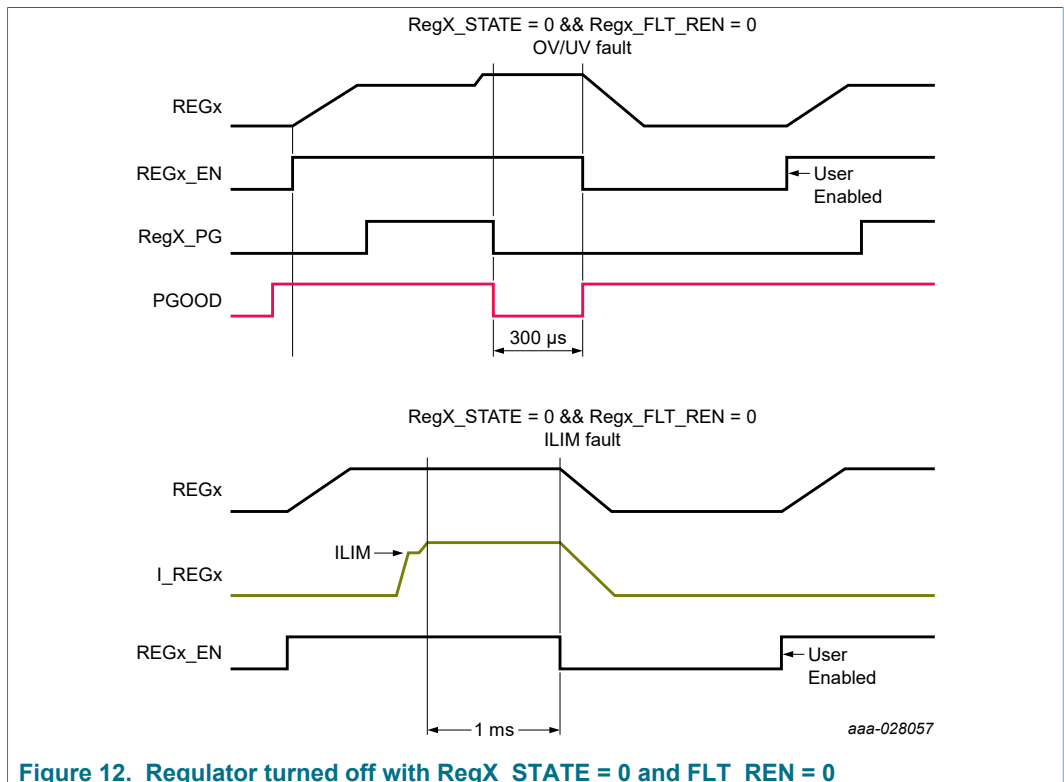 RegX_STATE = 0 && Regx_FLT_REN = 0
OV/UV fault
REGx
REGx_EN
User
Enabled
RegX_PG
PGOOD
300 µs
RegX_STATE = 0 && Regx_FLT_REN = 0
ILIM fault
REGx
ILIM
I_REGx
REGx_EN
User
Enabled
1 ms
aaa-028057
Figure 12. Regulator turned off with RegX_STATE = 0 and FLT_REN = 0